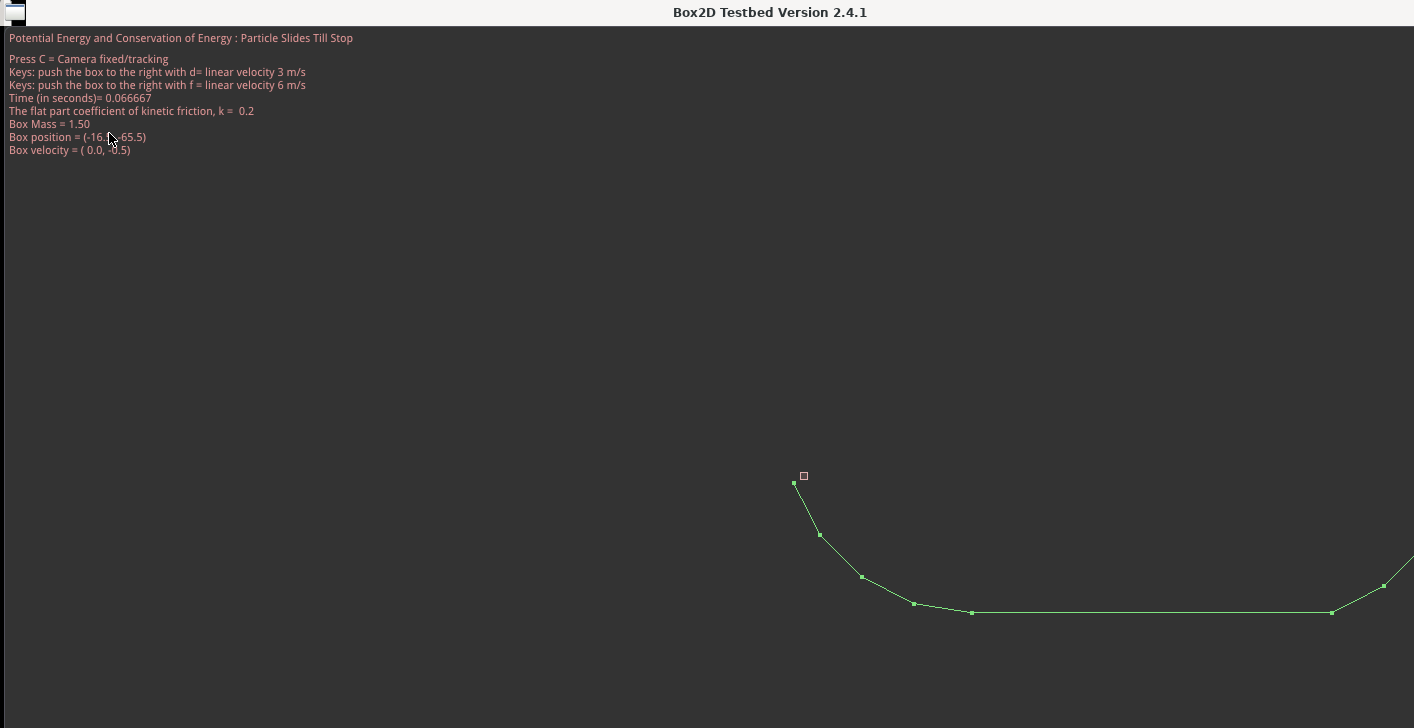 Box2D Testbed Version 2.4.1
Potential Energy and Conservation of Energy : Particle Slides Till Stop
Press C = Camera fixed/tracking
Keys: push the box to the right with d= linear velocity 3 m/s
Keys: push the box to the right with f = linear velocity 6 m/s
Time (in seconds)= 0.066667
The flat part coefficient of kinetic friction, k = 0.2
Box Mass = 1.50
Box position = (-16. -65.5)
Box velocity = ( 0.0, -0.5)